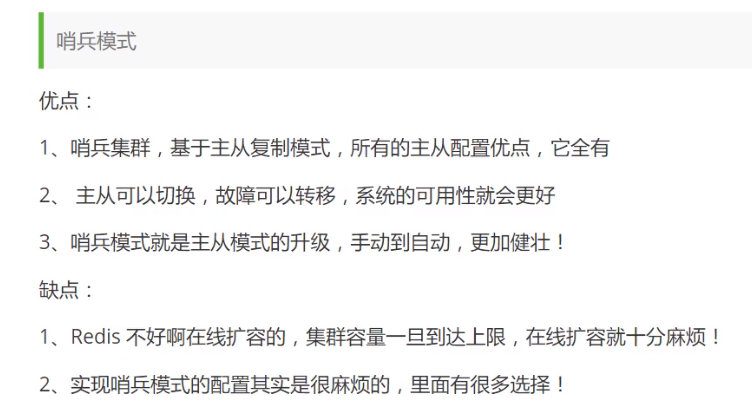 哨兵模式
优点：
1、哨兵集群，基于主从复制模式，所有的主从配置优点，它全有
2、 主从可以切换，故障可以转移，系统的可用性就会更好
3、哨兵模式就是主从模式的升级，手动到自动，更加健壮！
缺点：
1、Redis 不好啊在线扩容的，集群容量一旦到达上限，在线扩容就十分麻烦！
2、实现哨兵模式的配置其实是很麻烦的，里面有很多选择！